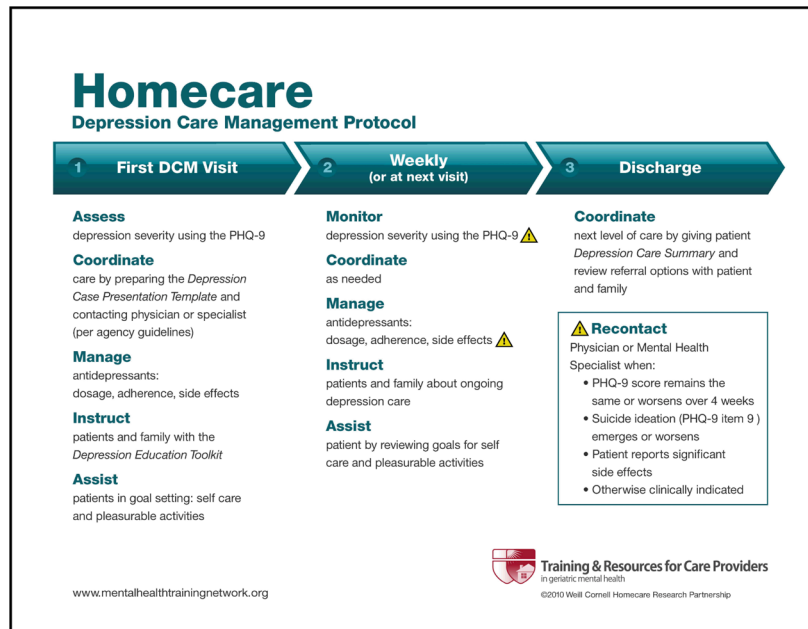 Homecare
Depression Care Management Protocol
1 First DCM Visit
Assess
depression severity using the PHQ-9
Coordinate
care by preparing the Depression
Case Presentation Template and
contacting physician or specialist
(per agency guidelines)
Manage
antidepressants:
dosage, adherence, side effects
Instruct
patients and family with the
Depression Education Toolkit
Assist
patients in goal setting: self care
and pleasurable activities
2 Weekly
(or at next visit)
Monitor
depression severity using the PHQ-9 !
Coordinate
as needed
Manage
antidepressants:
dosage, adherence, side effects !
Instruct
patients and family about ongoing
depression care
Assist
patient by reviewing goals for self
care and pleasurable activities
3 Discharge
Coordinate
next level of care by giving patient
Depression Care Summary and
review referral options with patient
and family
! Recontact
Physician or Mental Health
Specialist when:
• PHQ-9 score remains the
same or worsens over 4 weeks
• Suicide ideation (PHQ-9 item 9 )
emerges or worsens
• Patient reports significant
side effects
• Otherwise clinically indicated
www.mentalhealthtrainingnetwork.org
Training & Resources for Care Providers
in geriatric mental health
©2010 Weill Cornell Homecare Research Partnership